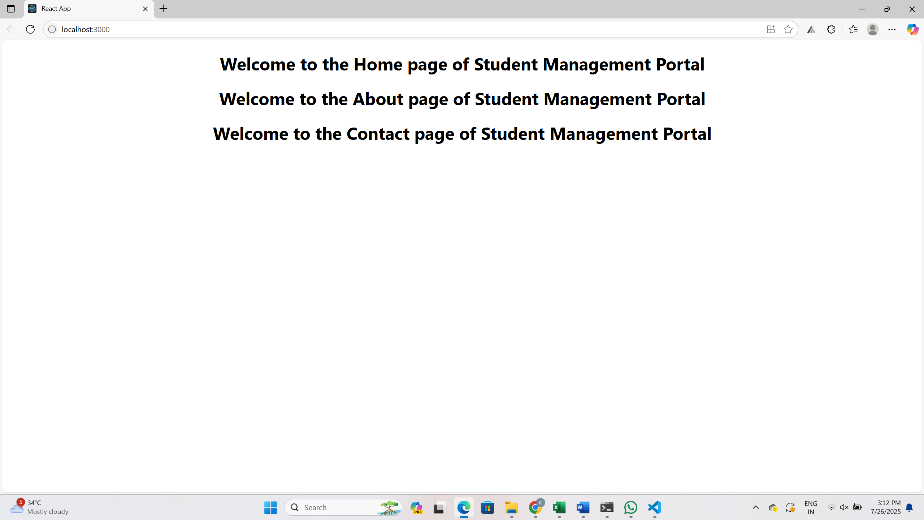 React App
localhost:3000
Welcome to the Home page of Student Management Portal
Welcome to the About page of Student Management Portal
Welcome to the Contact page of Student Management Portal
3
34°C
Mostly cloudy
Search
ENG
IN
3:12 PM
7/26/2025